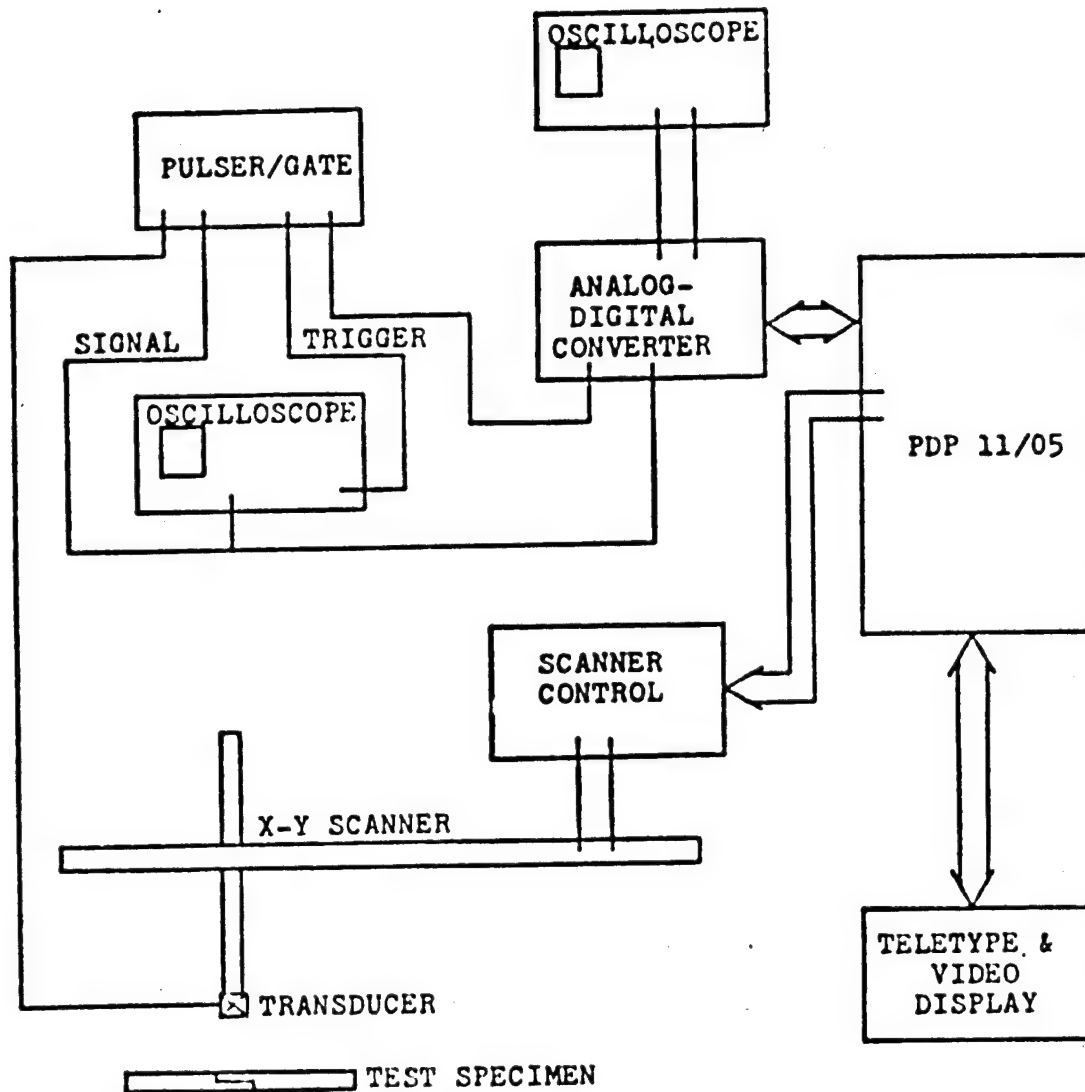 OSCILLOSCOPE
PULSER/GATE
ANALOG-
DIGITAL
CONVERTER
SIGNAL
TRIGGER
OSCILLOSCOPE
PDP 11/05
SCANNER
CONTROL
X-Y SCANNER
TELETYPE &
VIDEO
DISPLAY
TRANSDUCER
TEST SPECIMEN